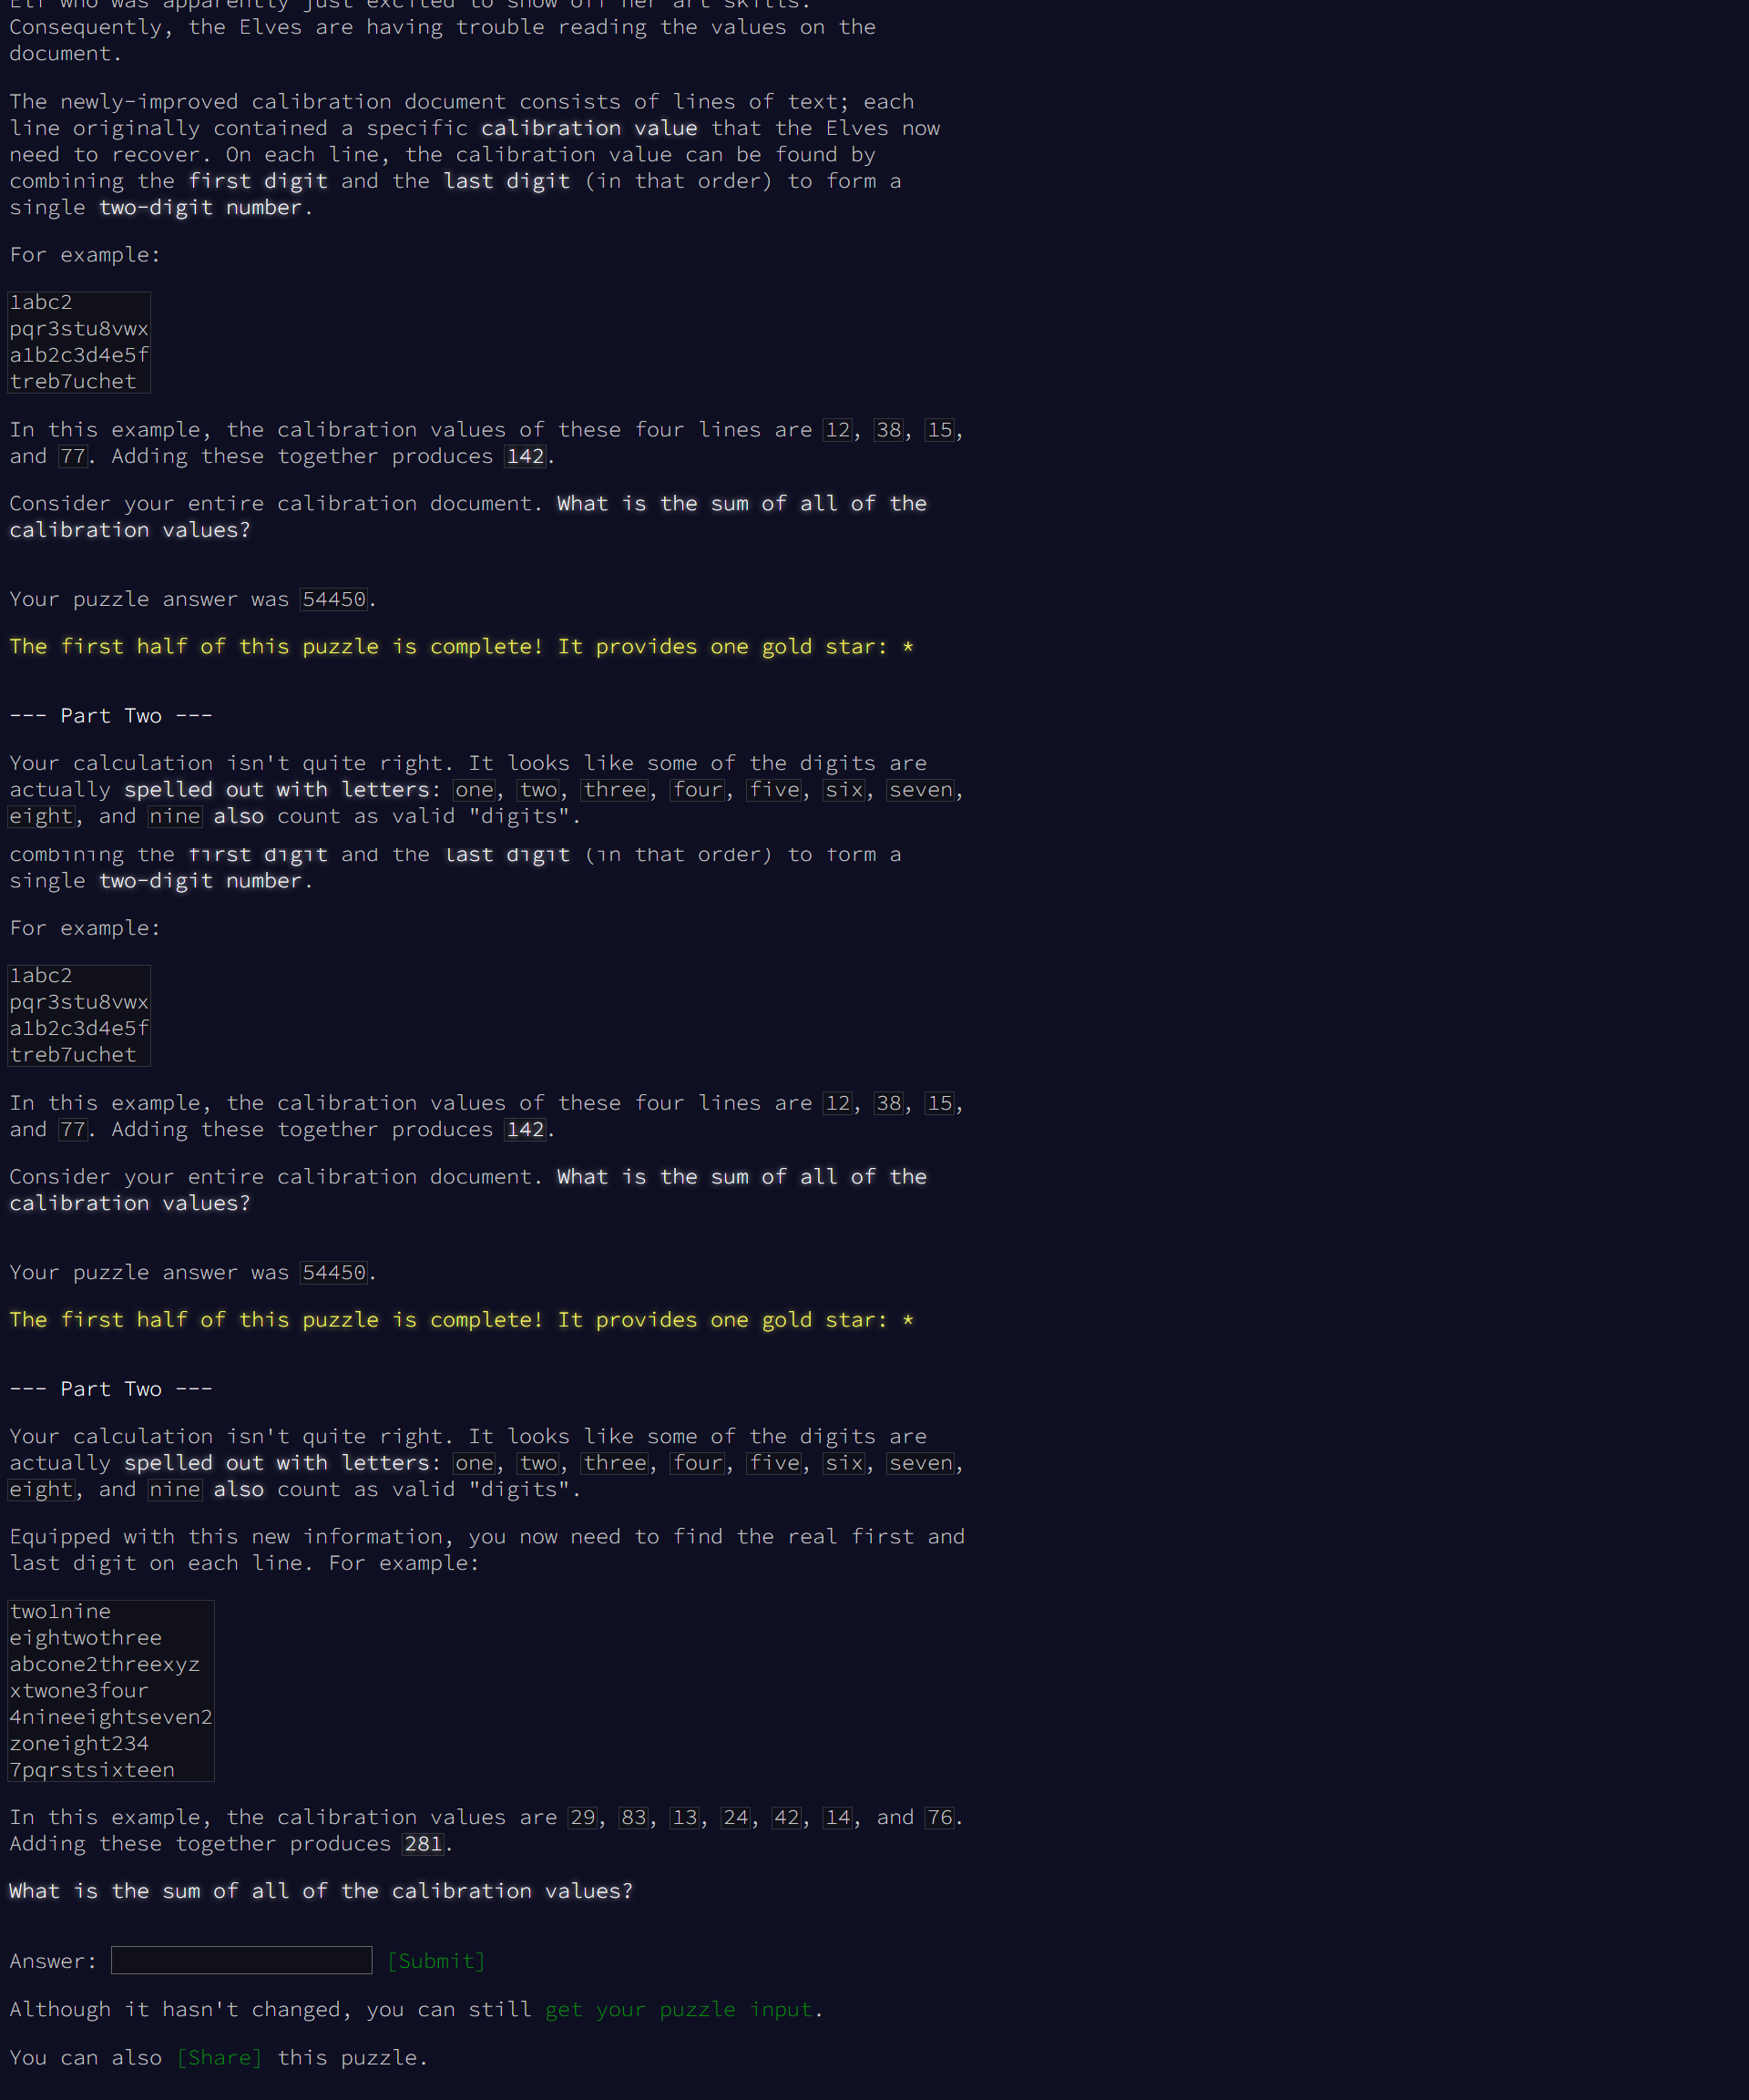 Elf who was apparently just excited to show off her art skills.
Consequently, the Elves are having trouble reading the values on the
document.
The newly-improved calibration document consists of lines of text; each
line originally contained a specific calibration value that the Elves now
need to recover. On each line, the calibration value can be found by
combining the first digit and the last digit (in that order) to form a
single two-digit number.
For example:
1abc2
pqr3stu8vwx
a1b2c3d4e5f
treb7uchet
In this example, the calibration values of these four lines are 12, 38, 15,
and 77. Adding these together produces 142.
Consider your entire calibration document. What is the sum of all of the
calibration values?
Your puzzle answer was 54450.
The first half of this puzzle is complete! It provides one gold star: *
--- Part Two ---
Your calculation isn't quite right. It looks like some of the digits are
actually spelled out with letters: one, two, three, four, five, six, seven,
eight, and nine also count as valid "digits".
combining the first digit and the last digit (in that order) to form a
single two-digit number.
For example:
1abc2
pqr3stu8vwx
a1b2c3d4e5f
treb7uchet
In this example, the calibration values of these four lines are 12, 38, 15,
and 77. Adding these together produces 142.
Consider your entire calibration document. What is the sum of all of the
calibration values?
Your puzzle answer was 54450.
The first half of this puzzle is complete! It provides one gold star: *
--- Part Two ---
Your calculation isn't quite right. It looks like some of the digits are
actually spelled out with letters: one, two, three, four, five, six, seven,
eight, and nine also count as valid "digits".
Equipped with this new information, you now need to find the real first and
last digit on each line. For example:
two1nine
eightwothree
abcone2threexyz
xtwone3four
4nineeightseven2
zoneight234
7pqrstsixteen
In this example, the calibration values are 29, 83, 13, 24, 42, 14, and 76.
Adding these together produces 281.
What is the sum of all of the calibration values?
Answer: [Submit]
Although it hasn't changed, you can still get your puzzle input.
You can also [Share] this puzzle.